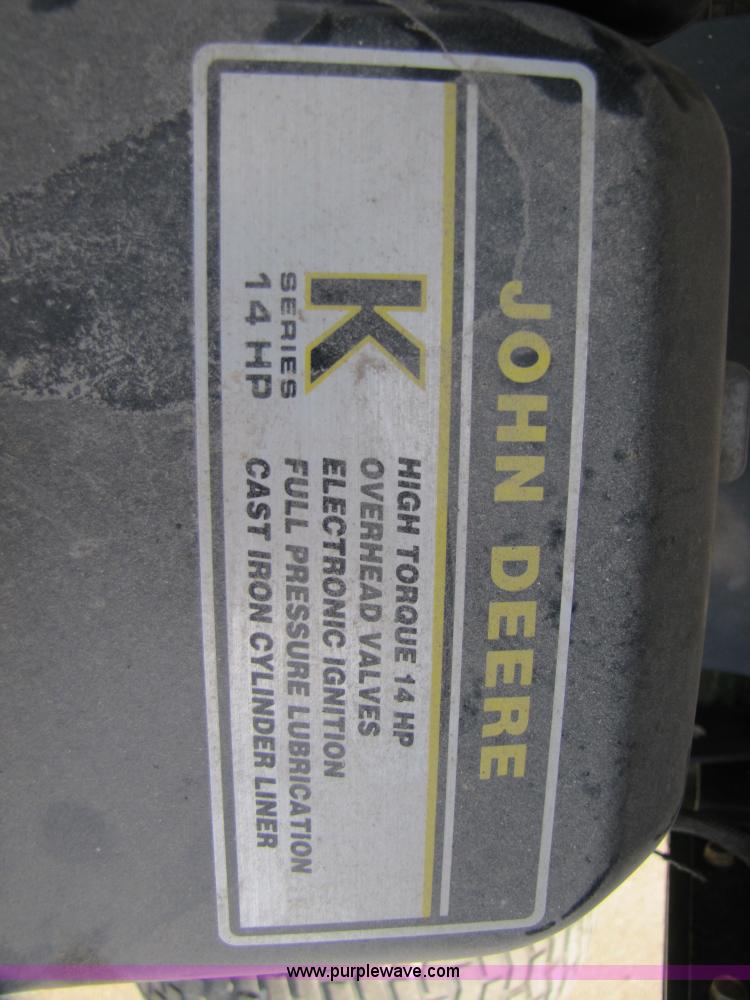 JOHN DEERE
K
SERIES
14 HP
HIGH TORQUE 14 HP
OVERHEAD VALVES
ELECTRONIC IGNITION
FULL PRESSURE LUBRICATION
CAST IRON CYLINDER LINER
www.purplewave.com